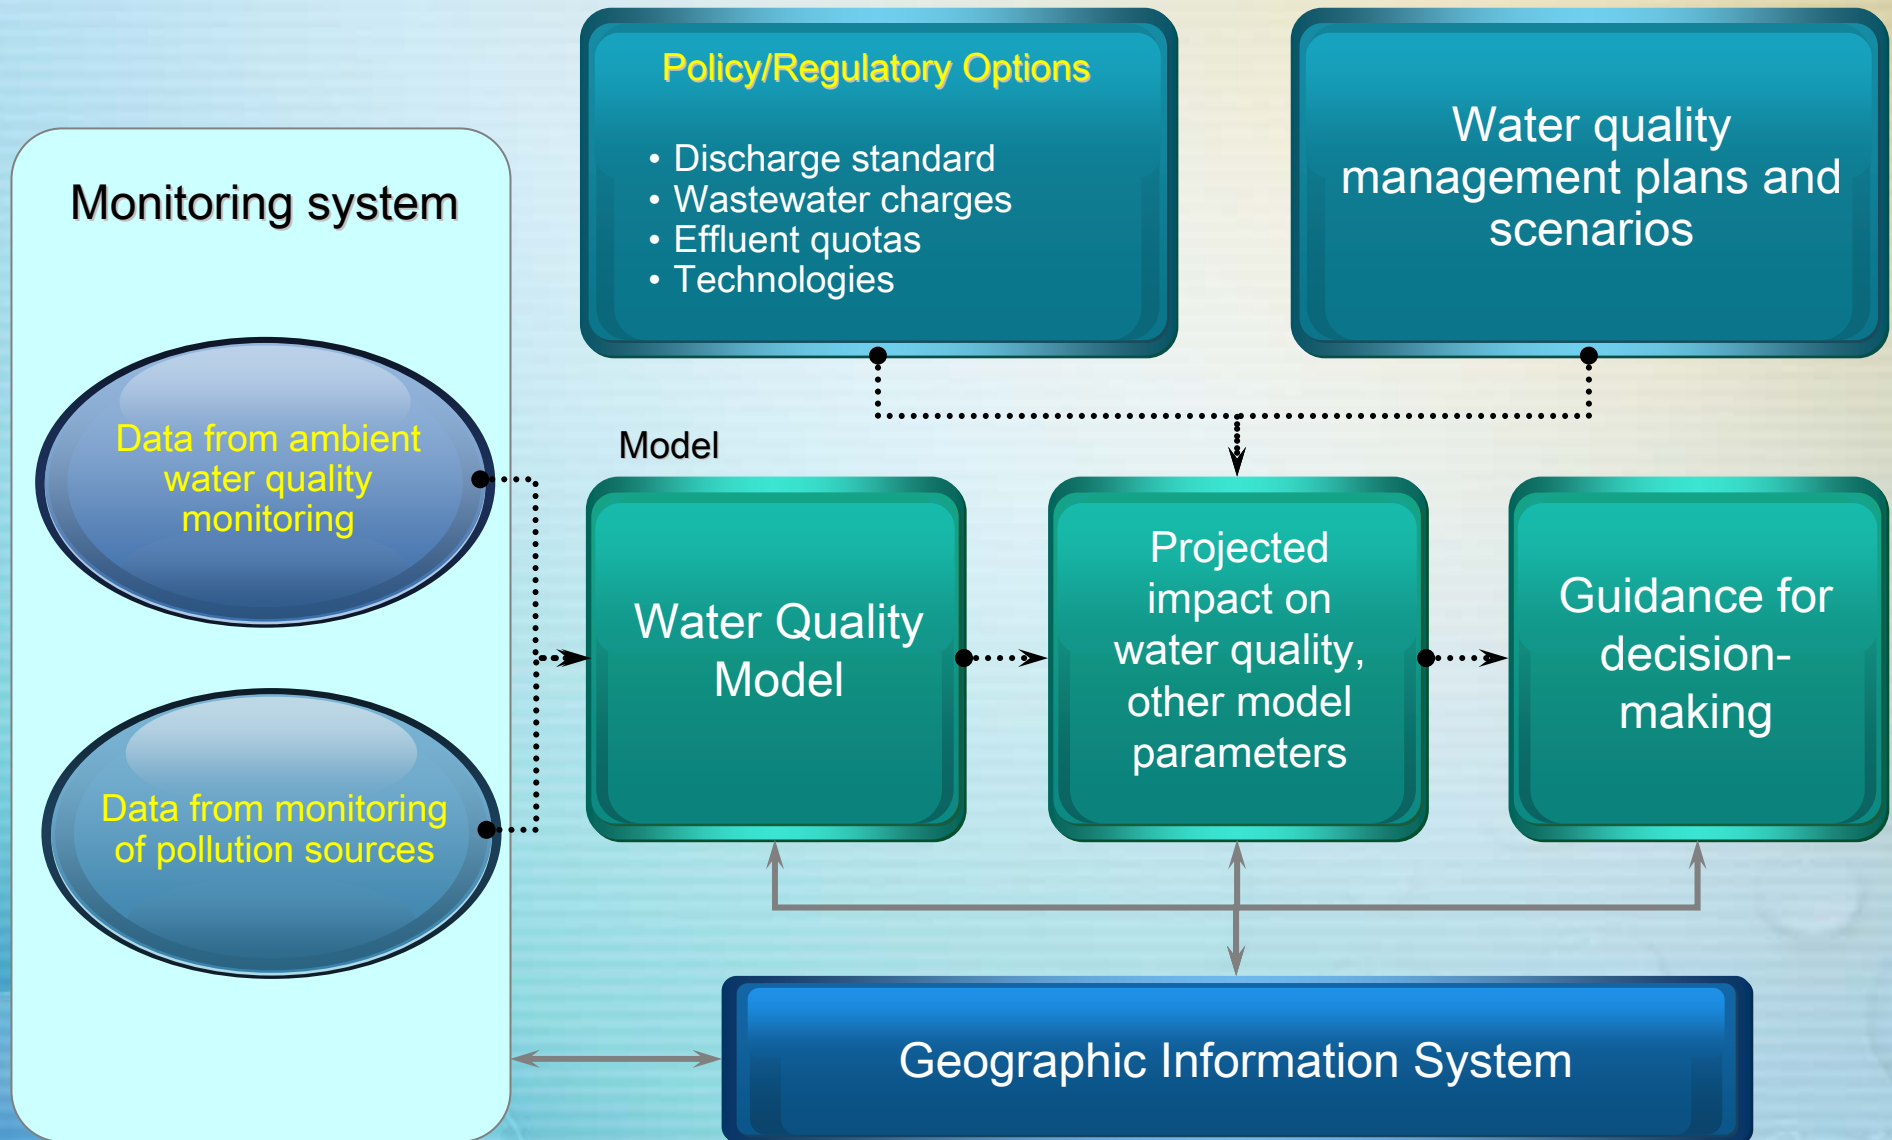 Policy/Regulatory Options
• Discharge standard
• Wastewater charges
• Effluent quotas
• Technologies
Water quality
management plans and
scenarios
Monitoring system
Data from ambient
water quality
monitoring
Data from monitoring
of pollution sources
Model
Water Quality
Model
Projected
impact on
water quality,
other model
parameters
Guidance for
decision-
making
Geographic Information System